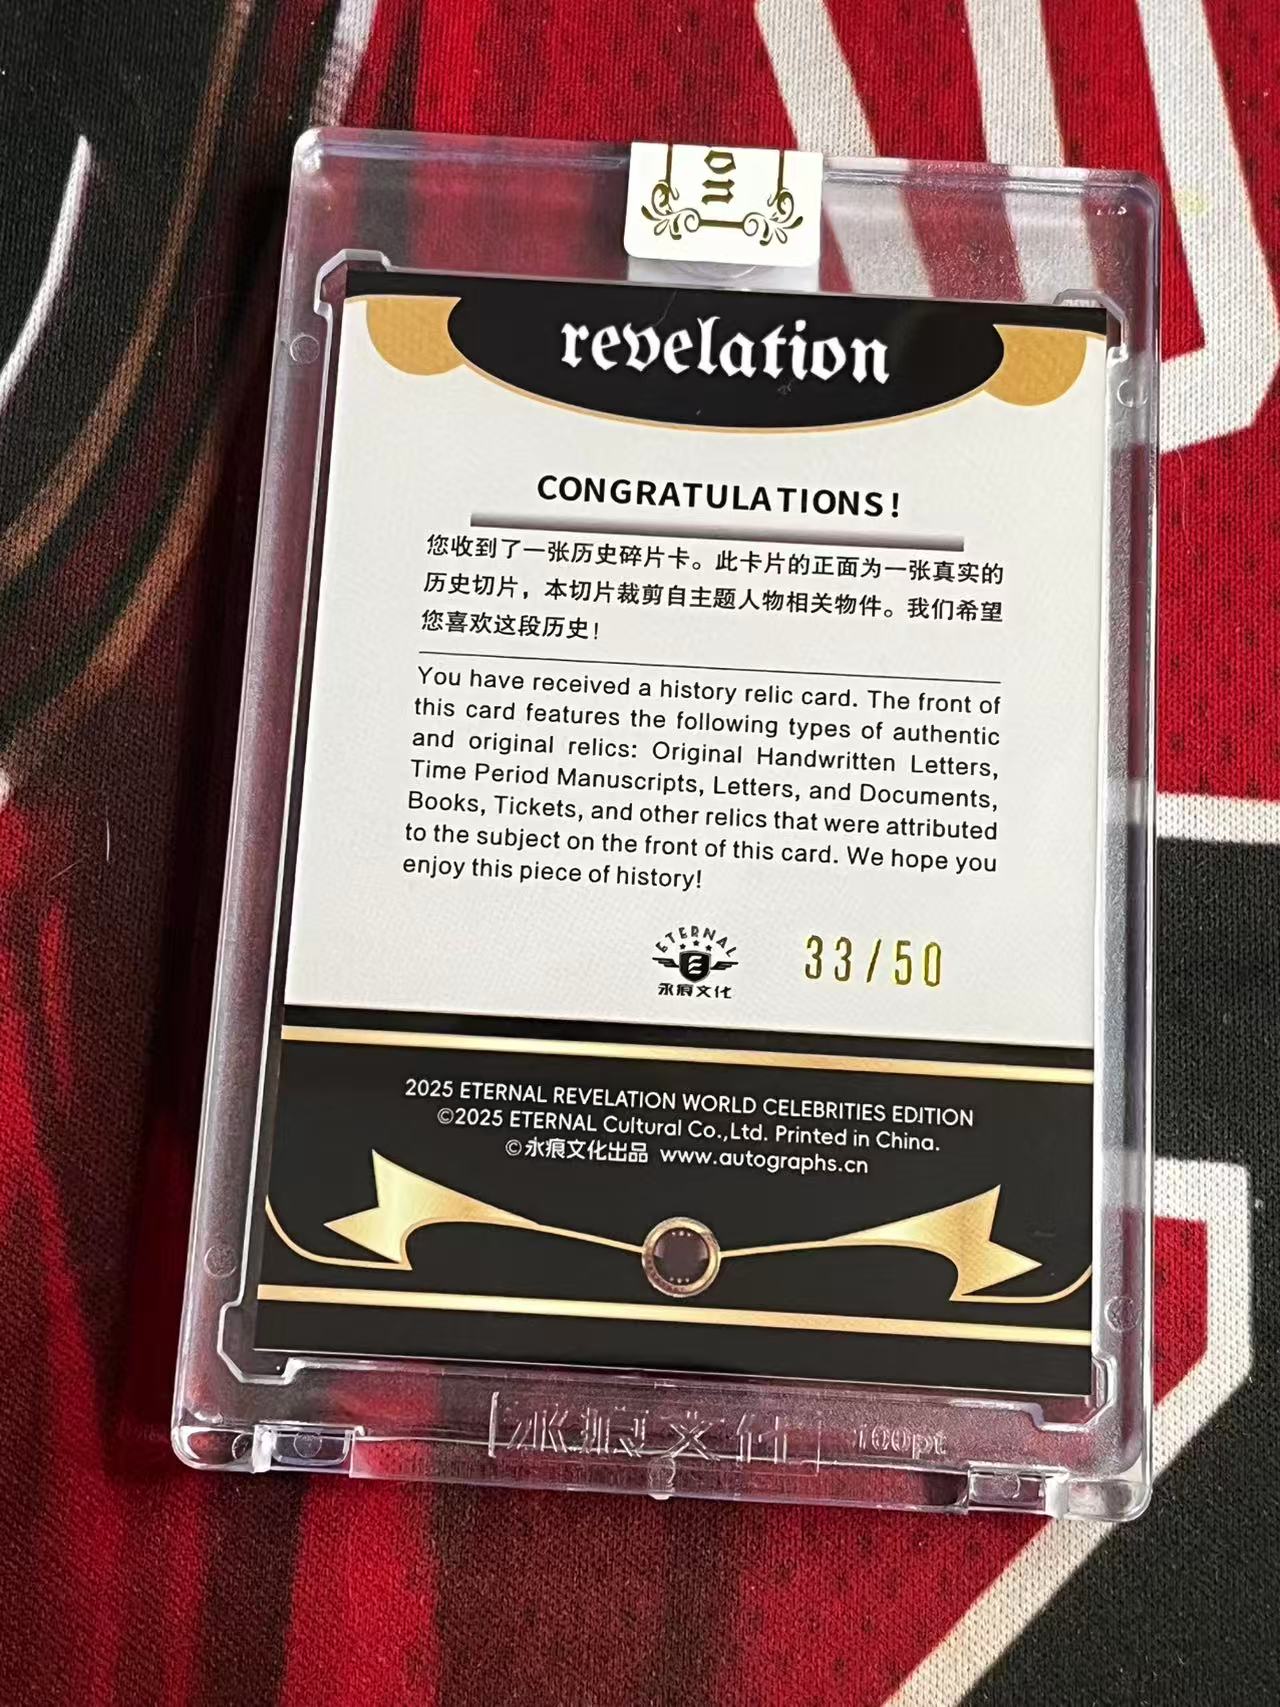 on
revelation
CONGRATULATIONS!
您收到了一张历史碎片卡。此卡片的正面为一张真实的
历史切片，本切片裁剪自主题人物相关物件。我们希望
您喜欢这段历史！
You have received a history relic card. The front of
this card features the following types of authentic
and original relics: Original Handwritten Letters,
Time Period Manuscripts, Letters, and Documents,
Books, Tickets, and other relics that were attributed
to the subject on the front of this card. We hope you
enjoy this piece of history!
ETERNAL
永痕文化
33/50
2025 ETERNAL REVELATION WORLD CELEBRITIES EDITION
©2025 ETERNAL Cultural Co.,Ltd. Printed in China.
©永痕文化出品 www.autographs.cn
永痕文化 100pt